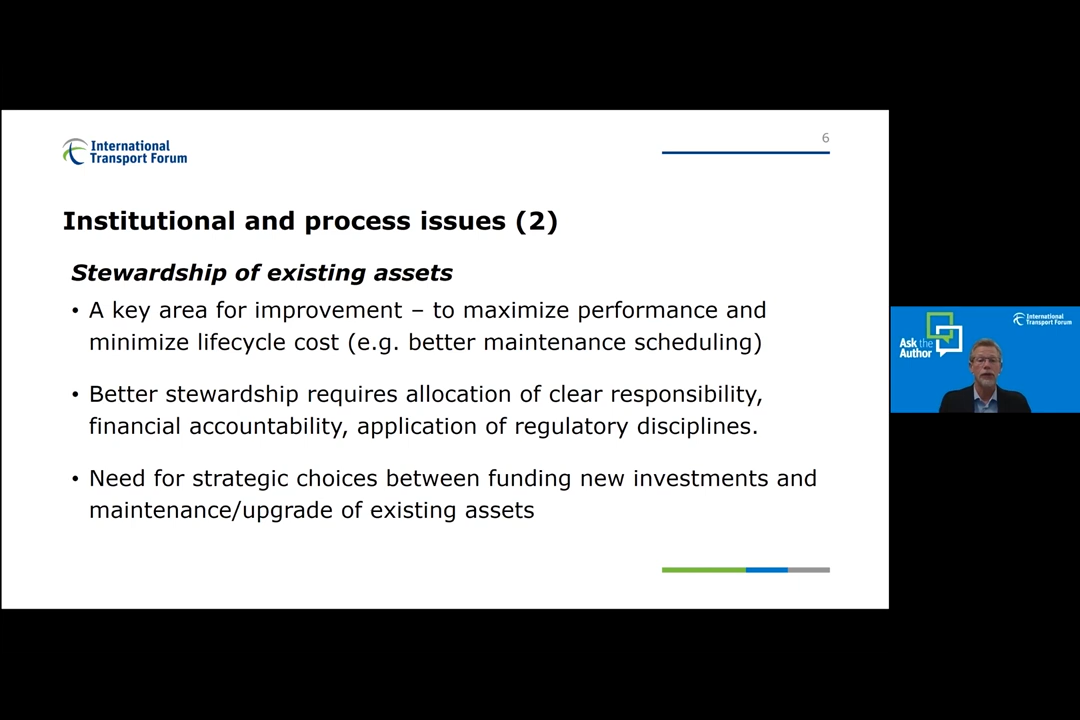 International
Transport Forum
6
Institutional and process issues (2)
Stewardship of existing assets
• A key area for improvement – to maximize performance and
minimize lifecycle cost (e.g. better maintenance scheduling)
• Better stewardship requires allocation of clear responsibility,
financial accountability, application of regulatory disciplines.
• Need for strategic choices between funding new investments and
maintenance/upgrade of existing assets
Ask the
Author
International
Transport Forum